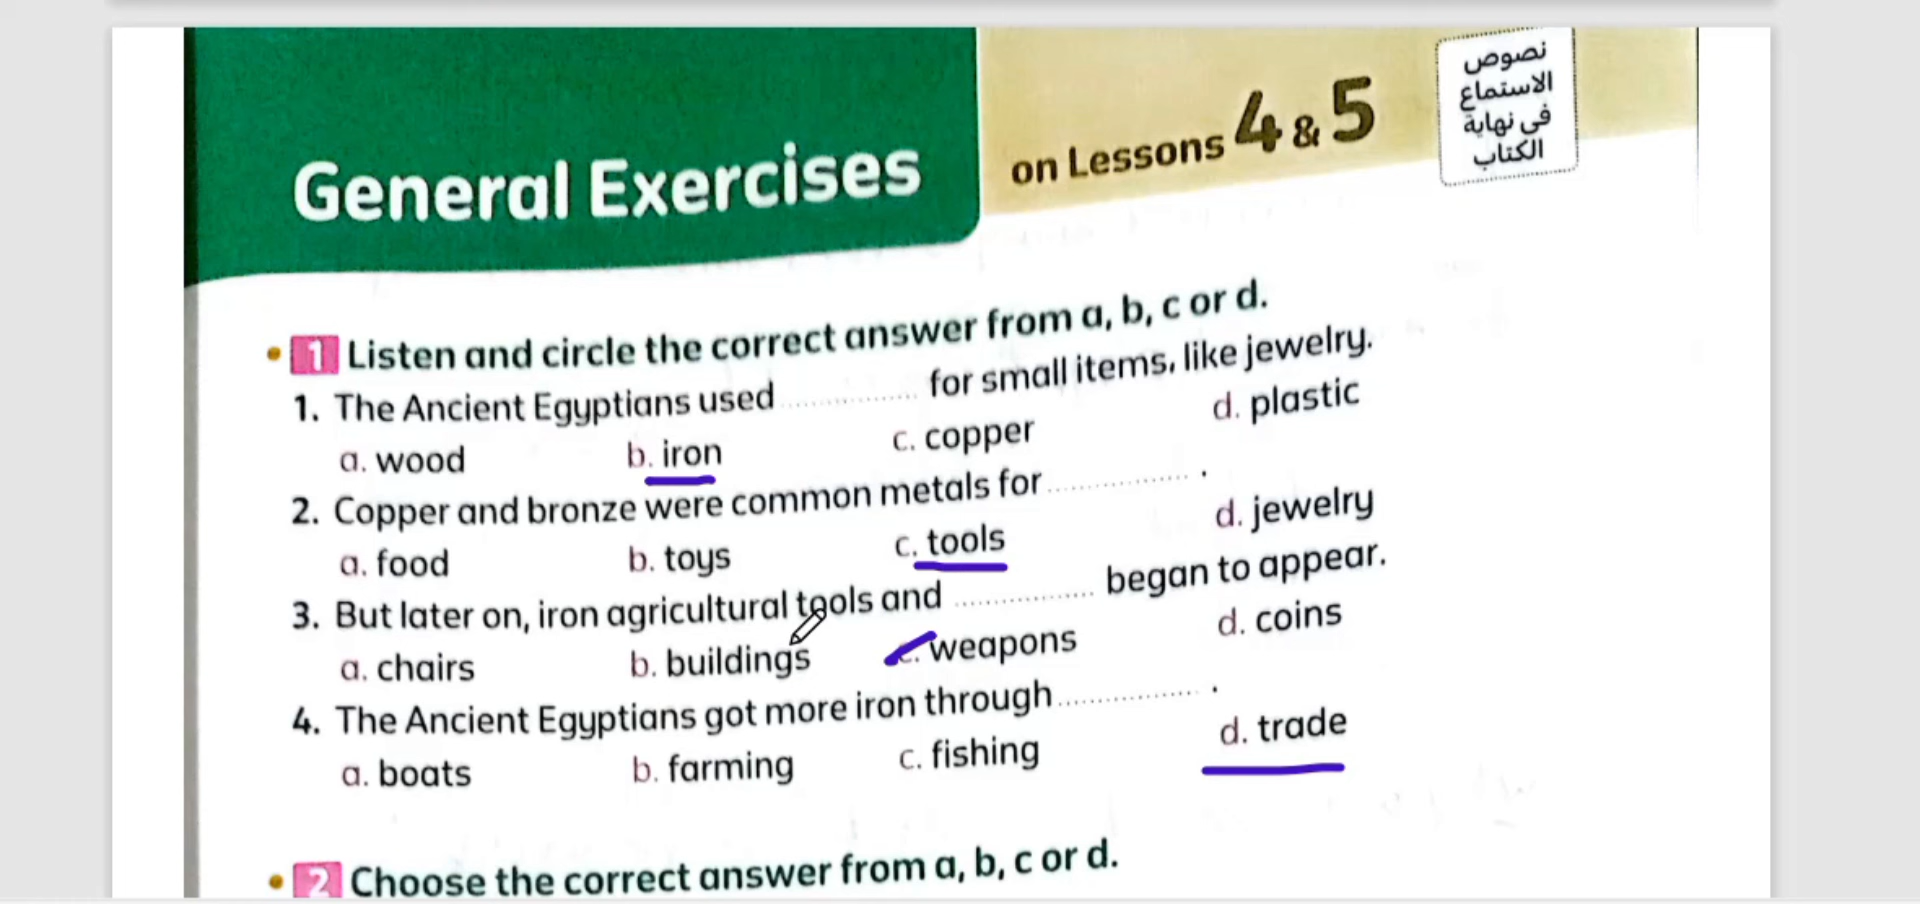 General Exercises
on Lessons 4 & 5
نصوص
الاستماع
في نهاية
الكتاب
1 Listen and circle the correct answer from a, b, c or d.
1. The Ancient Egyptians used .............. for small items, like jewelry.
a. wood b. iron c. copper d. plastic
2. Copper and bronze were common metals for .............. .
a. food b. toys c. tools d. jewelry
3. But later on, iron agricultural tools and .............. began to appear.
a. chairs b. buildings c. weapons d. coins
4. The Ancient Egyptians got more iron through .............. .
a. boats b. farming c. fishing d. trade
2 Choose the correct answer from a, b, c or d.